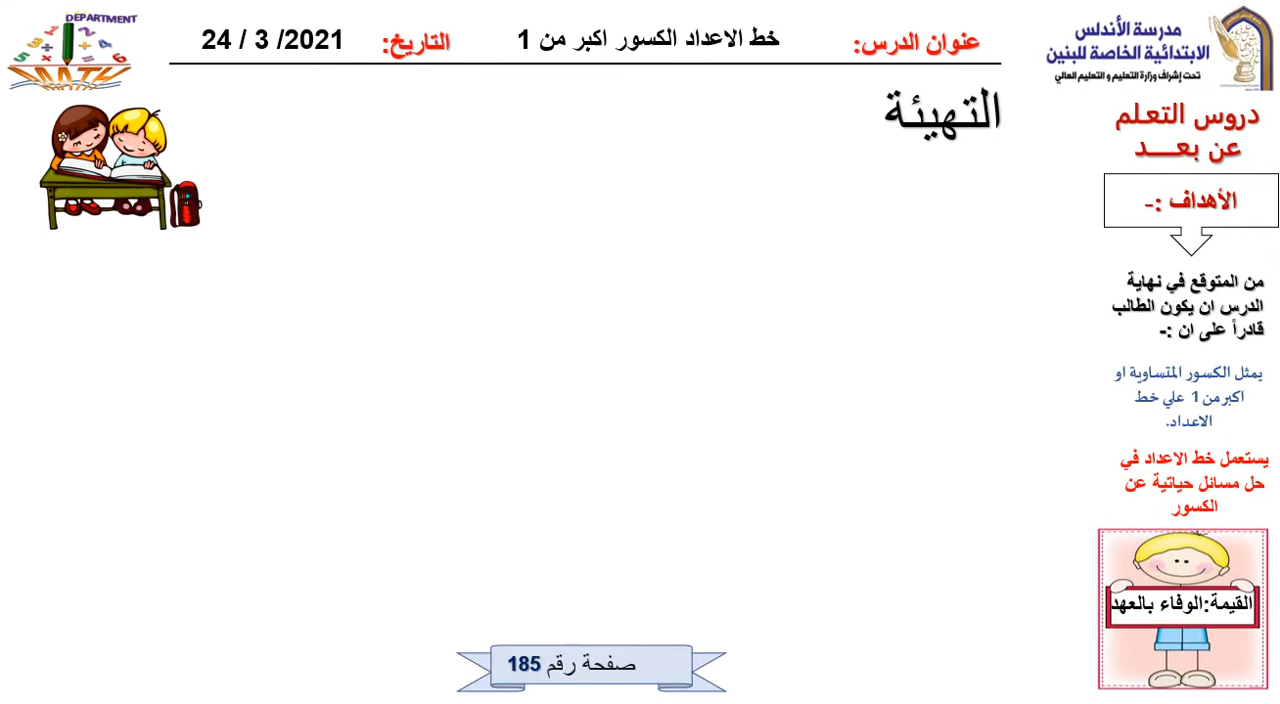 DEPARTMENT
MATH
عنوان الدرس: خط الاعداد الكسور اكبر من 1 التاريخ: 24 / 3 /2021
مدرسة الأندلس
الابتدائية الخاصة للبنين
تحت إشراف وزارة التعليم و التعليم العالي
التهيئة
دروس التعلم
عن بعــــد
الأهداف :-
من المتوقع في نهاية
الدرس ان يكون الطالب
قادراً على ان :-
يمثل الكسور المتساوية او
اكبر من 1 علي خط
الاعداد.
يستعمل خط الاعداد في
حل مسائل حياتية عن
الكسور
القيمة:الوفاء بالعهد
صفحة رقم 185